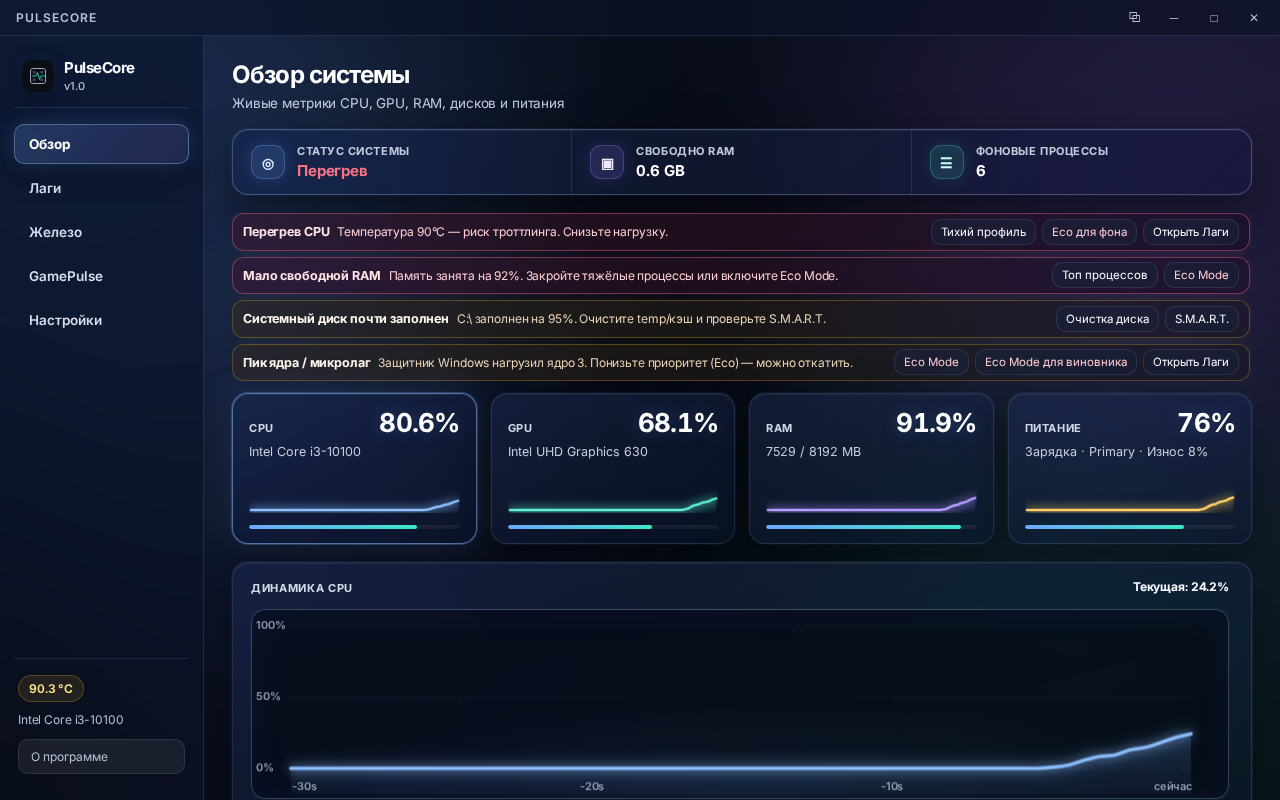 PULSECORE
PulseCore
v1.0
Обзор
Лаги
Железо
GamePulse
Настройки
90.3 °C
Intel Core i3-10100
О программе
Обзор системы
Живые метрики CPU, GPU, RAM, дисков и питания
СТАТУС СИСТЕМЫ
Перегрев
СВОБОДНО RAM
0.6 GB
ФОНОВЫЕ ПРОЦЕССЫ
6
Перегрев CPU Температура 90°C — риск троттлинга. Снизьте нагрузку. Тихий профиль Eco для фона Открыть Лаги
Мало свободной RAM Память занята на 92%. Закройте тяжёлые процессы или включите Eco Mode. Топ процессов Eco Mode
Системный диск почти заполнен C:\ заполнен на 95%. Очистите temp/кэш и проверьте S.M.A.R.T. Очистка диска S.M.A.R.T.
Пик ядра / микролаг Защитник Windows нагрузил ядро 3. Понизьте приоритет (Eco) — можно откатить. Eco Mode Eco Mode для виновника Открыть Лаги
CPU 80.6%
Intel Core i3-10100
GPU 68.1%
Intel UHD Graphics 630
RAM 91.9%
7529 / 8192 MB
ПИТАНИЕ 76%
Зарядка · Primary · Износ 8%
ДИНАМИКА CPU Текущая: 24.2%
100%
50%
0%
-30s -20s -10s сейчас